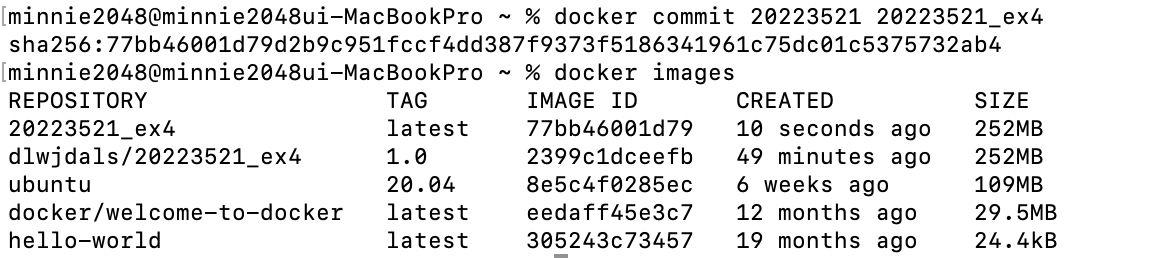 [minnie2048@minnie2048ui-MacBookPro ~ % docker commit 20223521 20223521_ex4
sha256:77bb46001d79d2b9c951fccf4dd387f9373f5186341961c75dc01c5375732ab4
[minnie2048@minnie2048ui-MacBookPro ~ % docker images
REPOSITORY TAG IMAGE ID CREATED SIZE
20223521_ex4 latest 77bb46001d79 10 seconds ago 252MB
dlwjdals/20223521_ex4 1.0 2399c1dceefb 49 minutes ago 252MB
ubuntu 20.04 8e5c4f0285ec 6 weeks ago 109MB
docker/welcome-to-docker latest eedaff45e3c7 12 months ago 29.5MB
hello-world latest 305243c73457 19 months ago 24.4kB